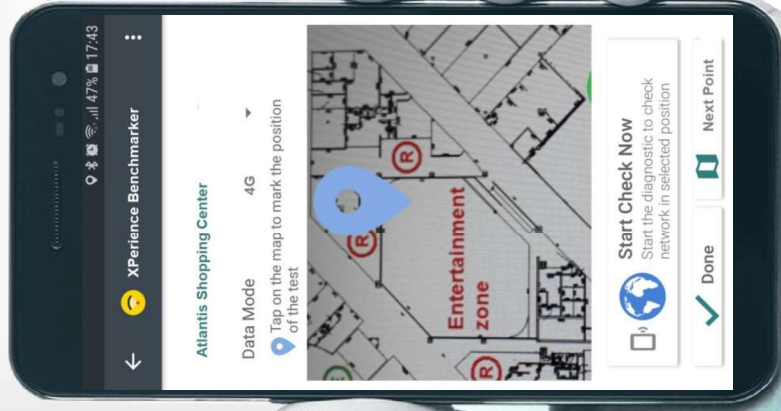 47% 17:43
XPerience Benchmarker
Atlantis Shopping Center
Data Mode 4G
Tap on the map to mark the position
of the test
R
R
Entertainment
zone
R
Start Check Now
Start the diagnostic to check
network in selected position
Done
Next Point